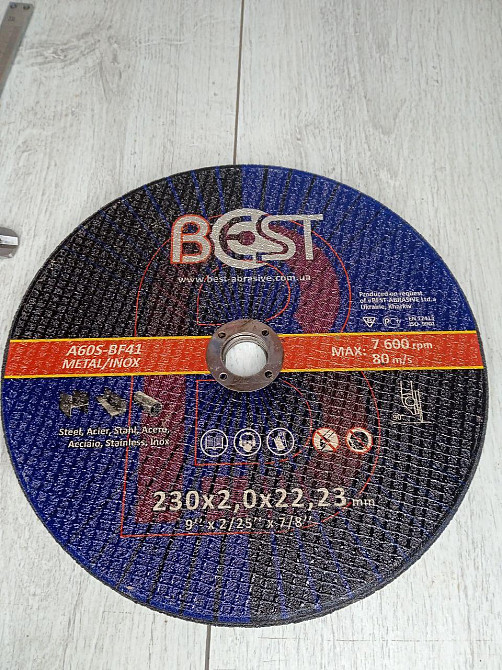 BEST
www.best-abrasive.com.ua
Produced on request
of «BEST-ABRASIVE Ltd.»
Ukraine, Kharkiv
EN 12413
ISO 9001
A60S-BF41
METAL/INOX
MAX: 7 600 rpm
80 m/s
Steel, Acier, Stahl, Acero,
Acciaio, Stainless, Inox
90°
230x2,0x22,23 mm
9'' x 2/25'' x 7/8''